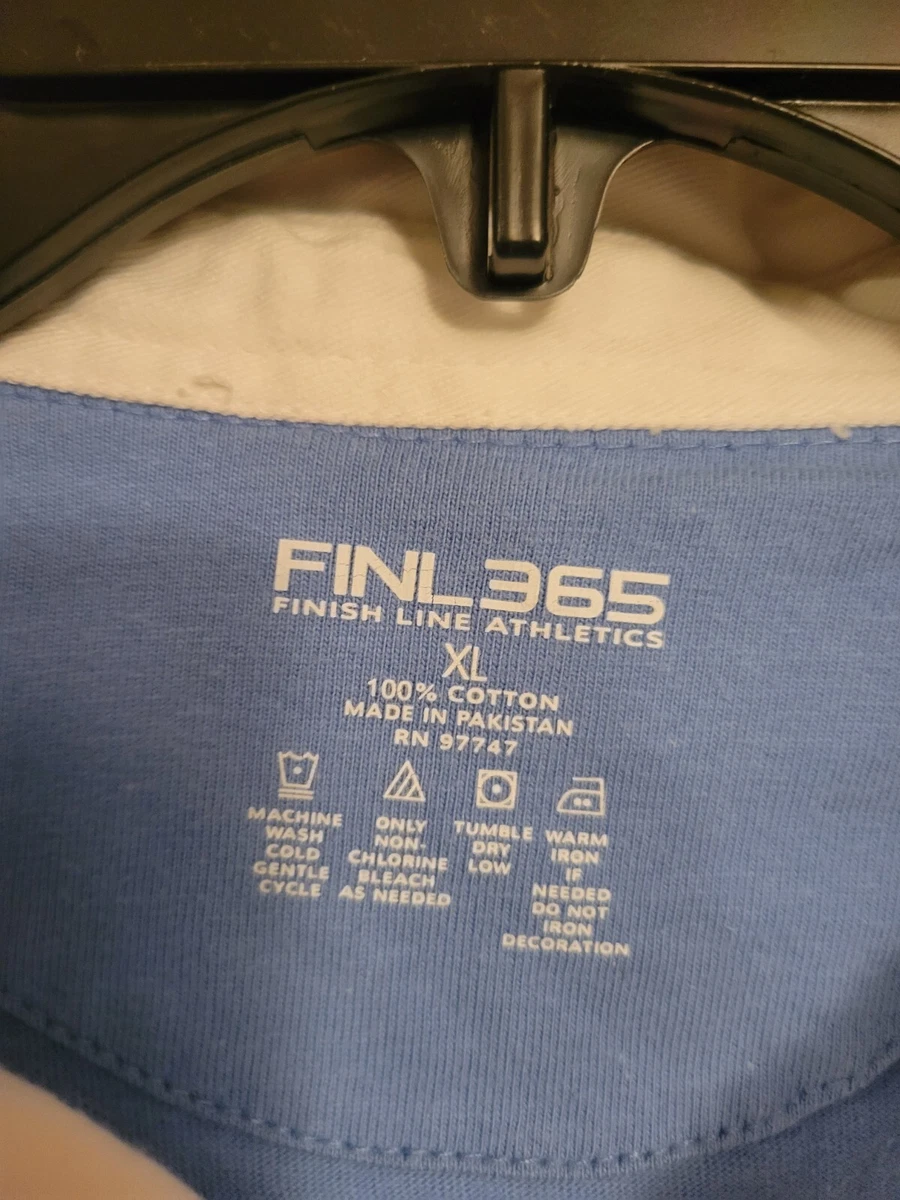 FINL365
FINISH LINE ATHLETICS
XL
100% COTTON
MADE IN PAKISTAN
RN 97747
MACHINE
WASH
COLD
GENTLE
CYCLE
ONLY
NON-
CHLORINE
BLEACH
AS NEEDED
TUMBLE
DRY
LOW
WARM
IRON
IF
NEEDED
DO NOT
IRON
DECORATION